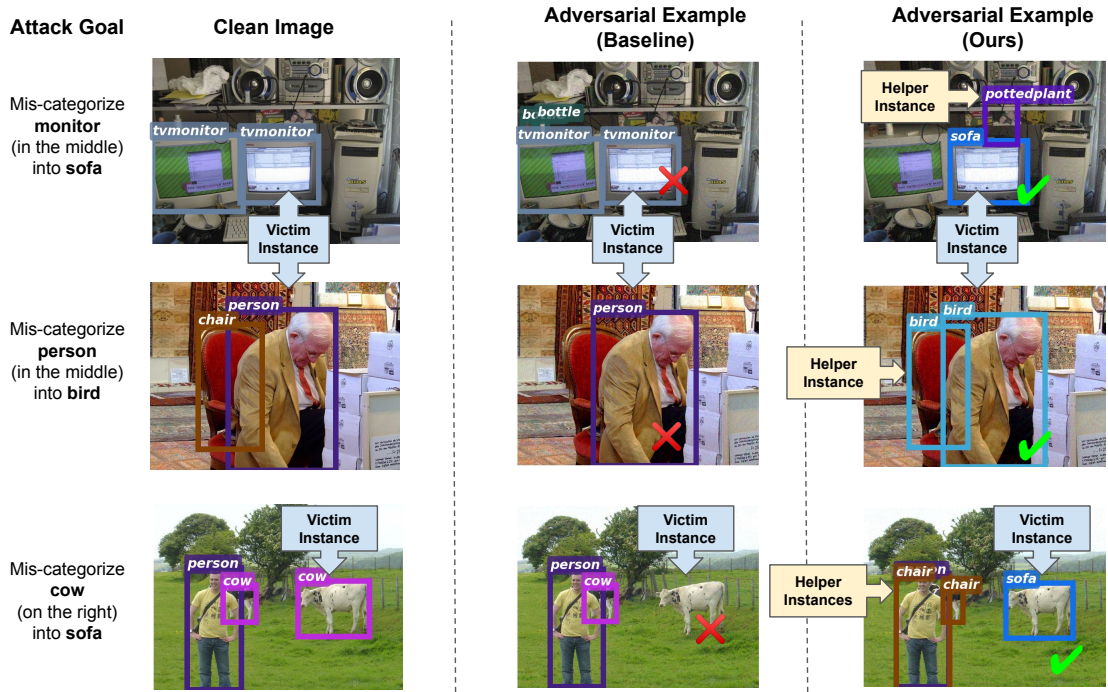 Attack Goal
Clean Image
Adversarial Example
(Baseline)
Adversarial Example
(Ours)
Mis-categorize
monitor
(in the middle)
into sofa
tvmonitor
tvmonitor
bottle
tvmonitor
tvmonitor
Helper
Instance
pottedplant
sofa
Victim
Instance
Victim
Instance
Victim
Instance
Mis-categorize
person
(in the middle)
into bird
person
chair
person
Helper
Instance
bird
bird
Mis-categorize
cow
(on the right)
into sofa
Victim
Instance
person
cow
cow
Victim
Instance
person
cow
Helper
Instances
Victim
Instance
chair
chair
sofa